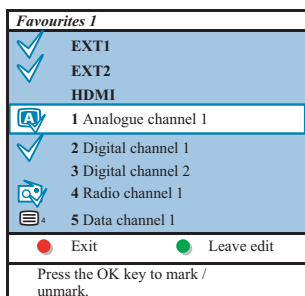 Favourites 1
EXT1
EXT2
HDMI
A 1 Analogue channel 1
2 Digital channel 1
3 Digital channel 2
4 Radio channel 1
4 5 Data channel 1
Exit Leave edit
Press the OK key to mark /
unmark.